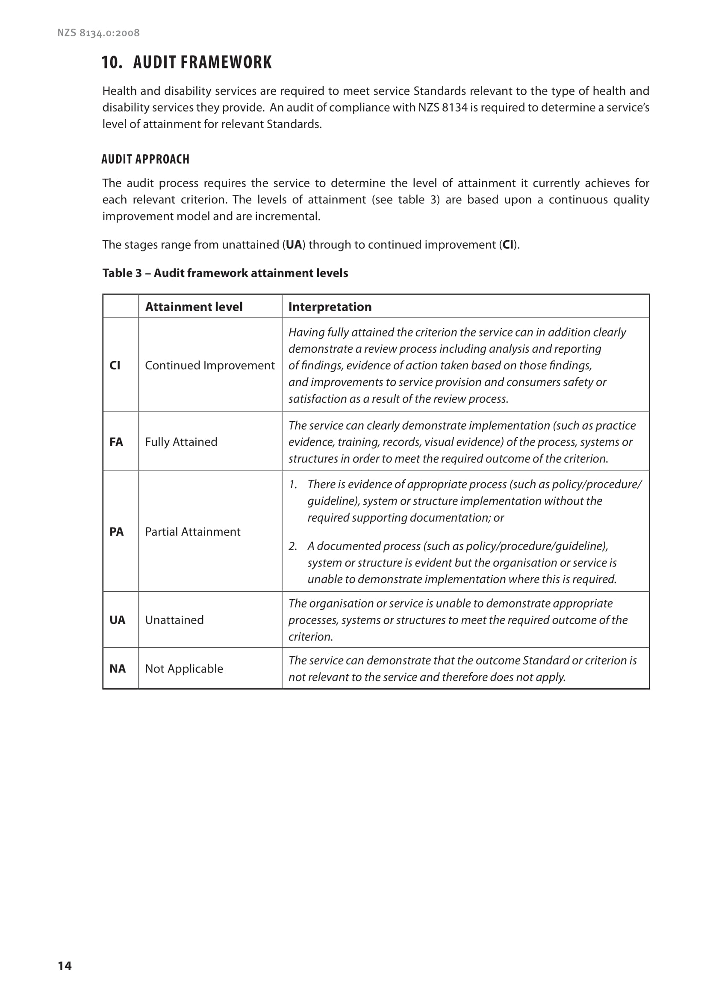 NZS 8134.0:2008
10. AUDIT FRAMEWORK
Health and disability services are required to meet service Standards relevant to the type of health and
disability services they provide.  An audit of compliance with NZS 8134 is required to determine a service’s
level of attainment for relevant Standards.
AUDIT APPROACH
The audit process requires the service to determine the level of attainment it currently achieves for
each relevant criterion. The levels of attainment (see table 3) are based upon a continuous quality
improvement model and are incremental.
The stages range from unattained (UA) through to continued improvement (CI).
Table 3 – Audit framework attainment levels
Attainment level Interpretation
Having fully attained the criterion the service can in addition clearly
demonstrate a review process including analysis and reporting
CI Continued Improvement of findings, evidence of action taken based on those findings,
and improvements to service provision and consumers safety or
satisfaction as a result of the review process.
The service can clearly demonstrate implementation (such as practice
FA Fully Attained evidence, training, records, visual evidence) of the process, systems or
structures in order to meet the required outcome of the criterion.
1. There is evidence of appropriate process (such as policy/procedure/
guideline), system or structure implementation without the
required supporting documentation; or
PA Partial Attainment
2. A documented process (such as policy/procedure/guideline),
system or structure is evident but the organisation or service is
unable to demonstrate implementation where this is required.
The organisation or service is unable to demonstrate appropriate
UA Unattained processes, systems or structures to meet the required outcome of the
criterion.
The service can demonstrate that the outcome Standard or criterion is
NA Not Applicable
not relevant to the service and therefore does not apply.
14